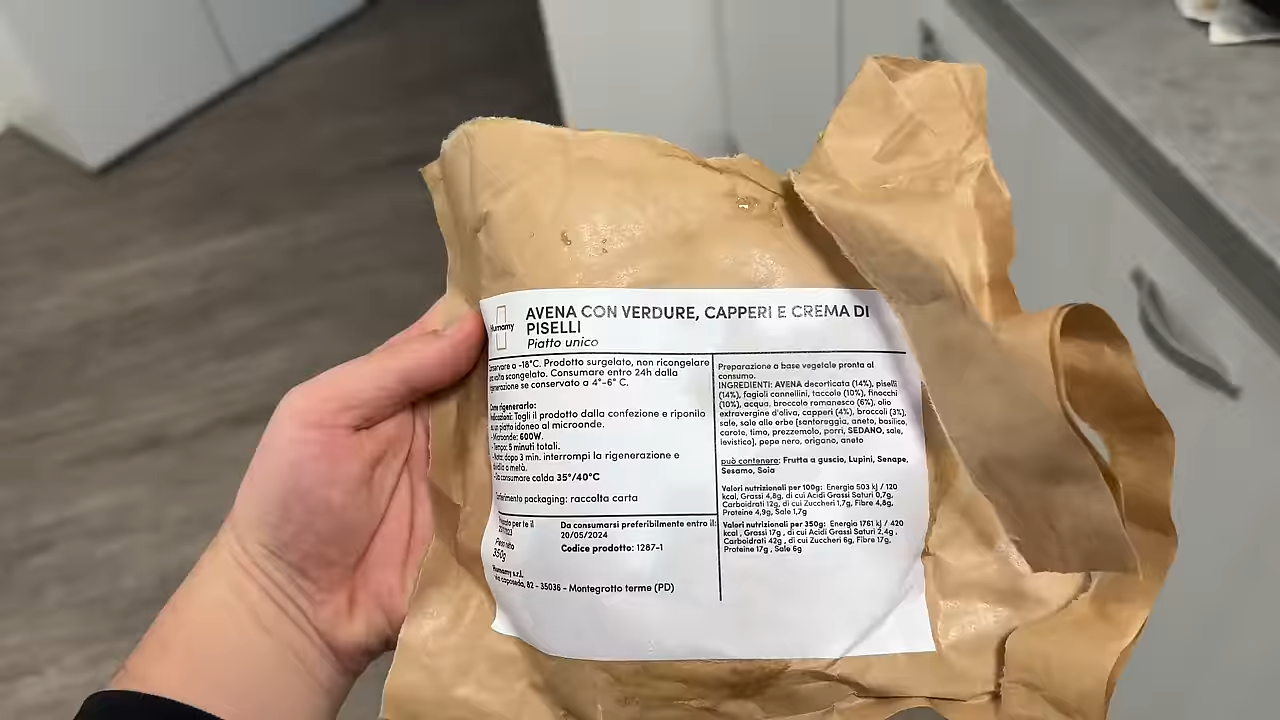 Humamy
AVENA CON VERDURE, CAPPERI E CREMA DI
PISELLI
Piatto unico
a -18°C. Prodotto surgelato, non ricongelare
volta scongelato. Consumare entro 24h dalla
se conservato a 4°-6° C.
Come rigenerarlo:
Indicazioni: Togli il prodotto dalla confezione e riponilo
un piatto idoneo al microonde.
- Microonde: 600W.
- Tempo: 5 minuti totali.
- Nota: dopo 3 min. interrompi la rigenerazione e
a metà.
consumare calda 35°/40°C
packaging: raccolta carta
per te il
Peso netto
350g
Da consumarsi preferibilmente entro il:
20/05/2024
Codice prodotto: 1287-1
Humamy s.r.l.
82 - 35036 - Montegrotto terme (PD)
Preparazione a base vegetale pronta al
consumo.
INGREDIENTI: AVENA decorticata (14%), piselli
(14%), fagioli cannellini, taccole (10%), finocchi
(10%), acqua, broccolo romanesco (6%), olio
extravergine d'oliva, capperi (4%), broccoli (3%),
sale, sale alle erbe [santoraggia, aneto, basilico,
carote, timo, prezzomolo, porri, SEDANO, sale,
levistico], pepe nero, origano, aneto
può contenere: Frutta a guscio, Lupini, Senape,
Sesamo, Soia
Valori nutrizionali per 100g: Energia 503 kJ / 120
kcal, Grassi 4,8g, di cui Acidi Grassi Saturi 0,7g,
Carboidrati 12g, di cui Zuccheri 1,7g, Fibre 4,8g,
Proteine 4,9g, Sale 1,7g
Valori nutrizionali per 350g: Energia 1761 kJ / 420
kcal , Grassi 17g , di cui Acidi Grassi Saturi 2,4g ,
Carboidrati 42g , di cui Zuccheri 6g, Fibre 17g,
Proteine 17g , Sale 6g